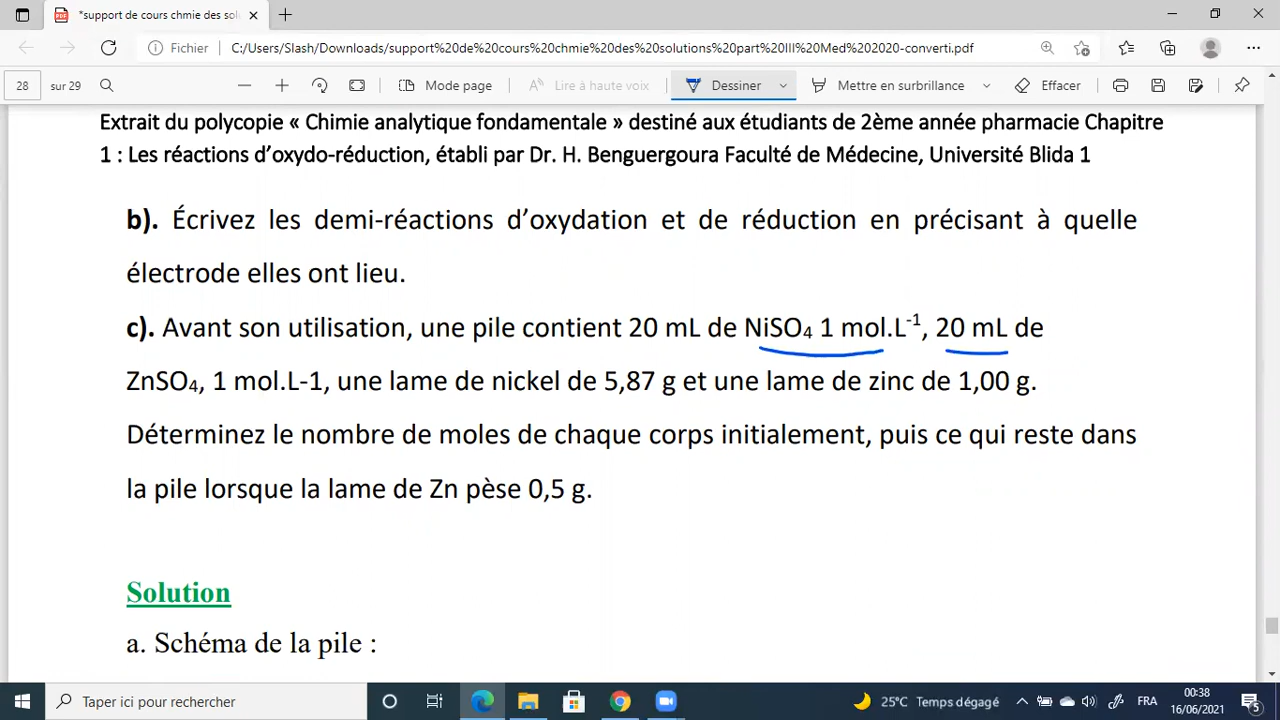 *support de cours chmie des sol
Fichier C:/Users/Slash/Downloads/support%20de%20cours%20chmie%20des%20solutions%20part%20III%20Med%202020-converti.pdf
28 sur 29 Mode page Lire à haute voix Dessiner Mettre en surbrillance Effacer
Extrait du polycopie « Chimie analytique fondamentale » destiné aux étudiants de 2ème année pharmacie Chapitre
1 : Les réactions d’oxydo-réduction, établi par Dr. H. Benguergoura Faculté de Médecine, Université Blida 1
b). Écrivez les demi-réactions d’oxydation et de réduction en précisant à quelle
électrode elles ont lieu.
c). Avant son utilisation, une pile contient 20 mL de NiSO₄ 1 mol.L⁻¹, 20 mL de
ZnSO₄, 1 mol.L-1, une lame de nickel de 5,87 g et une lame de zinc de 1,00 g.
Déterminez le nombre de moles de chaque corps initialement, puis ce qui reste dans
la pile lorsque la lame de Zn pèse 0,5 g.
Solution
a. Schéma de la pile :
Taper ici pour rechercher 25°C Temps dégagé FRA 00:38
16/06/2021 5